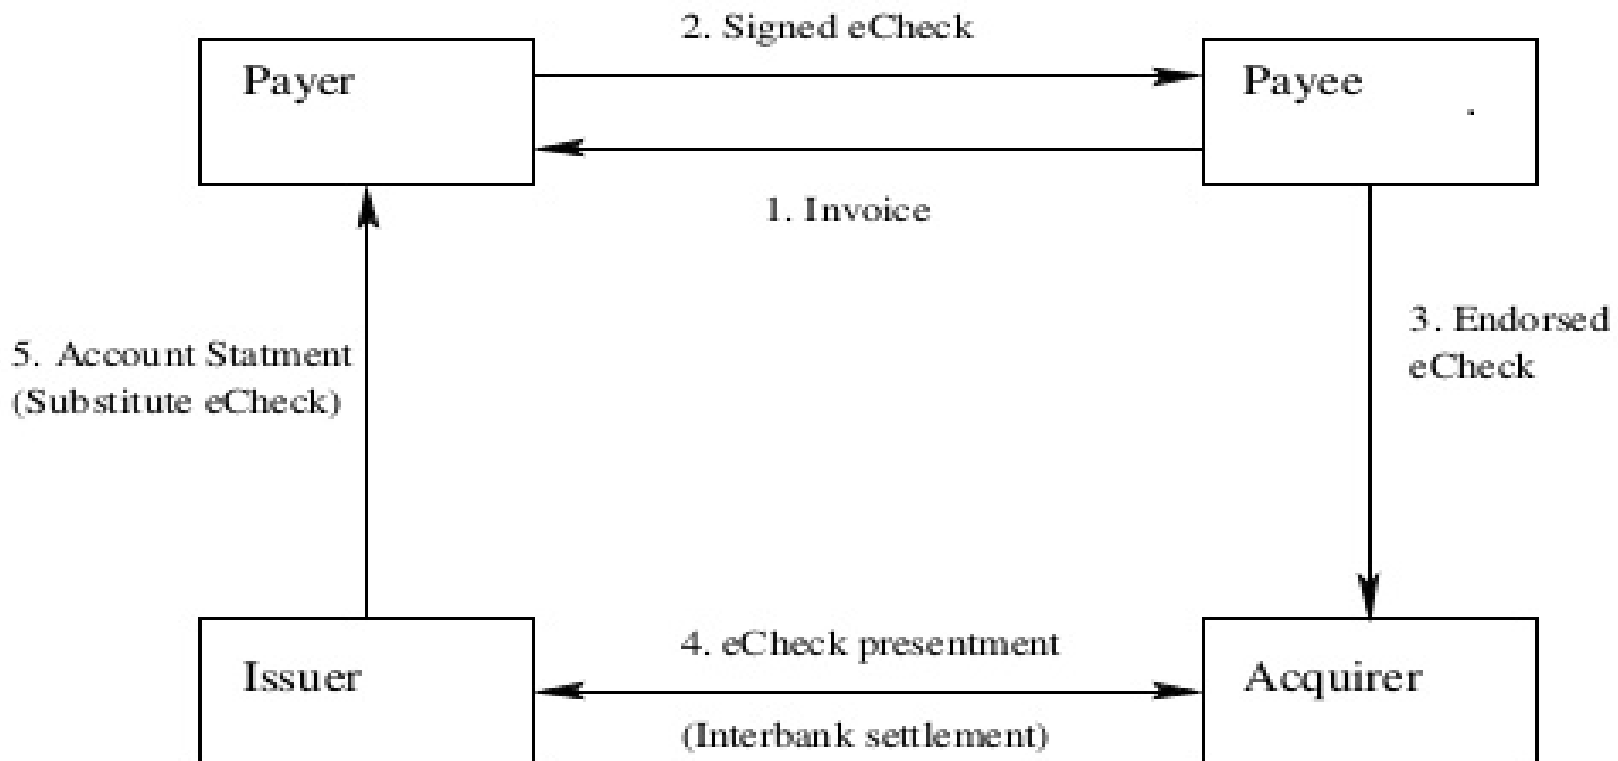 2. Signed eCheck
Payer
Payee
1. Invoice
3. Endorsed
eCheck
5. Account Statment
(Substitute eCheck)
4. eCheck presentment
Issuer
Acquirer
(Interbank settlement)